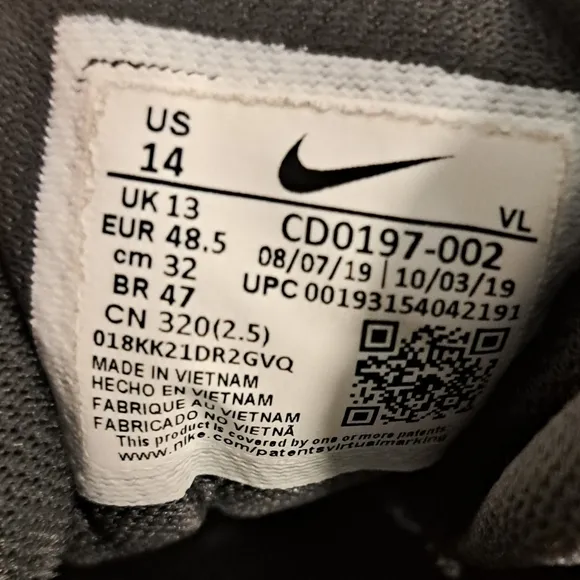 US
14
VL
UK 13
EUR 48.5
cm 32
BR 47
CN 320(2.5)
CD0197-002
08/07/19 | 10/03/19
UPC 00193154042191
018KK21DR2GVQ
MADE IN VIETNAM
HECHO EN VIETNAM
FABRIQUE AU VIETNAM
FABRICADO NO VIETNÃ
This product is covered by one or more patents.
www.nike.com/patentsvirtualmarking